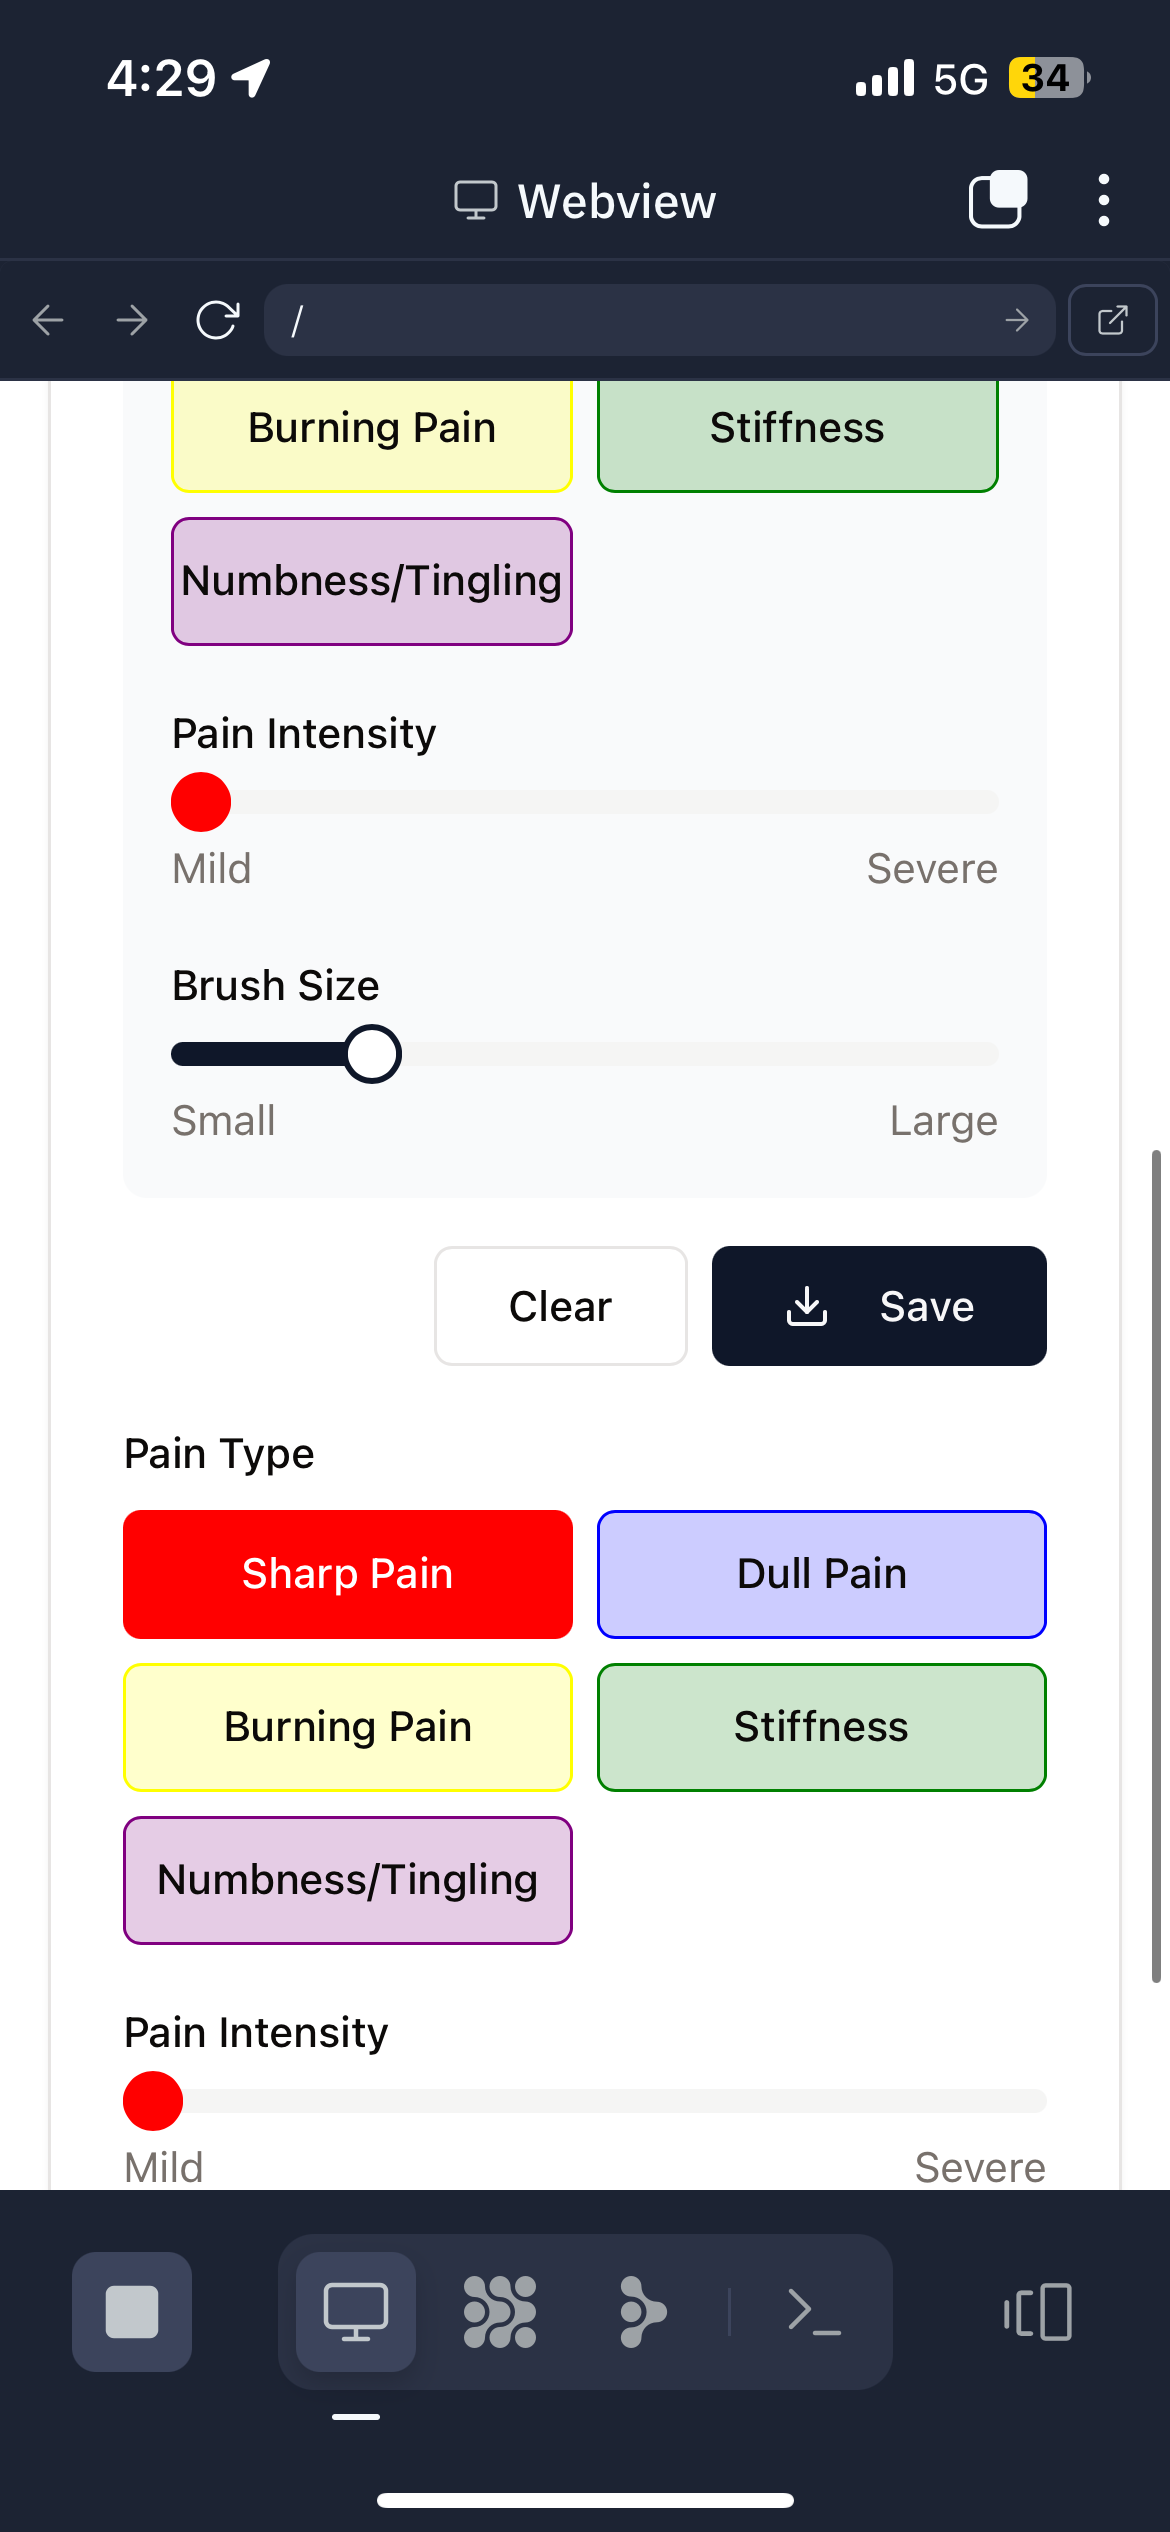 4:29
5G
34
Webview
/
Burning Pain
Stiffness
Numbness/Tingling
Pain Intensity
Mild
Severe
Brush Size
Small
Large
Clear
Save
Pain Type
Sharp Pain
Dull Pain
Burning Pain
Stiffness
Numbness/Tingling
Pain Intensity
Mild
Severe